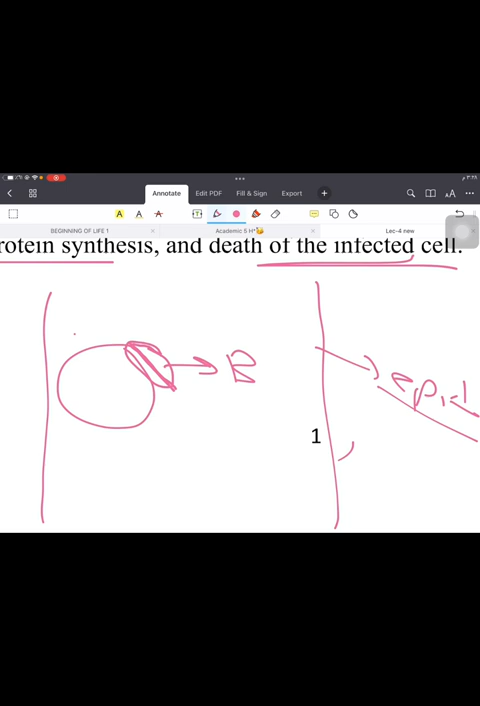 Annotate Edit PDF Fill & Sign Export
BEGINNING OF LIFE 1 Academic 5 Lec-4 new
rotein synthesis, and death of the infected cell.
B
1